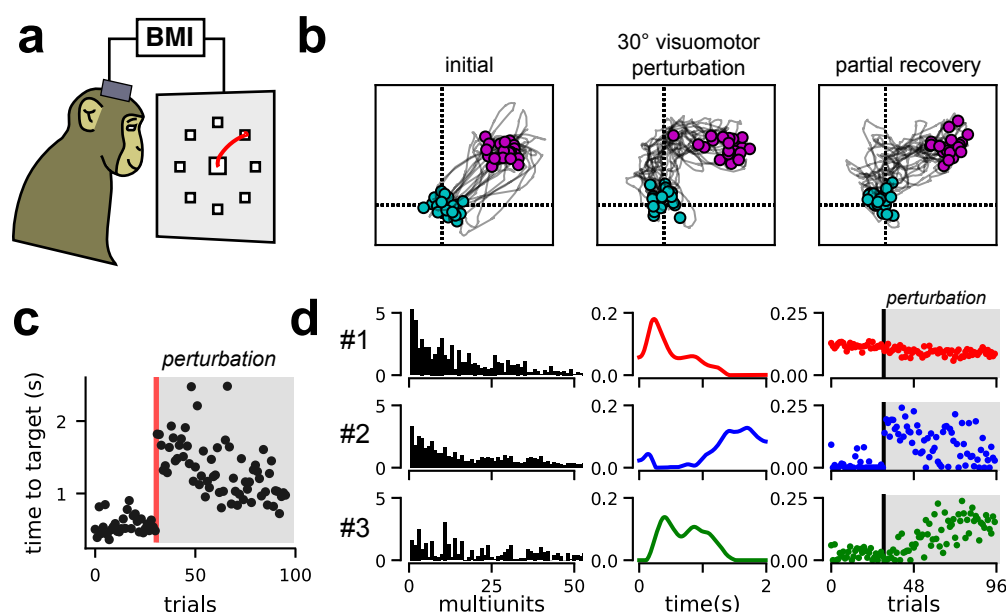 a
BMI
b
initial
30° visuomotor
perturbation
partial recovery
c
perturbation
time to target (s)
2
1
0
50
100
trials
d
perturbation
#1
5
0
0.2
0.0
0.25
0.00
#2
5
0
0.2
0.0
0.25
0.00
#3
5
0
0.2
0.0
0.25
0.00
0
25
50
multiunits
0
2
time(s)
0
48
96
trials